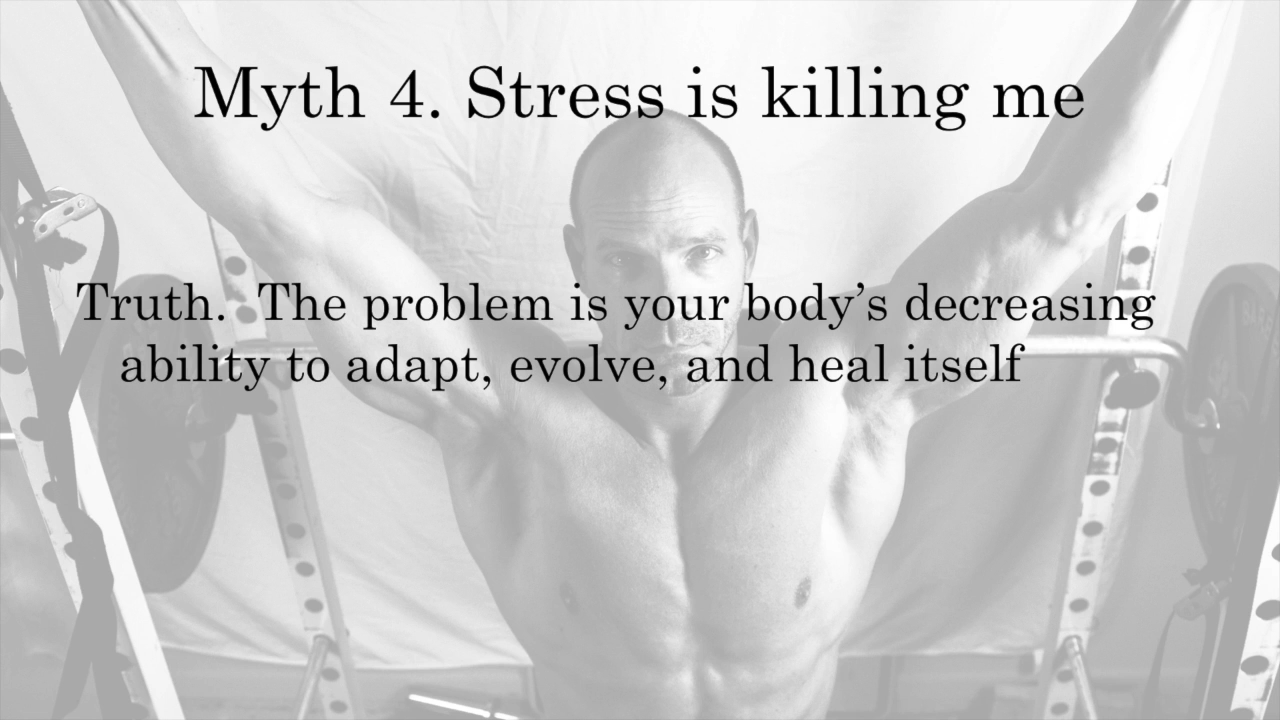 Myth 4. Stress is killing me
Truth.  The problem is your body’s decreasing
ability to adapt, evolve, and heal itself